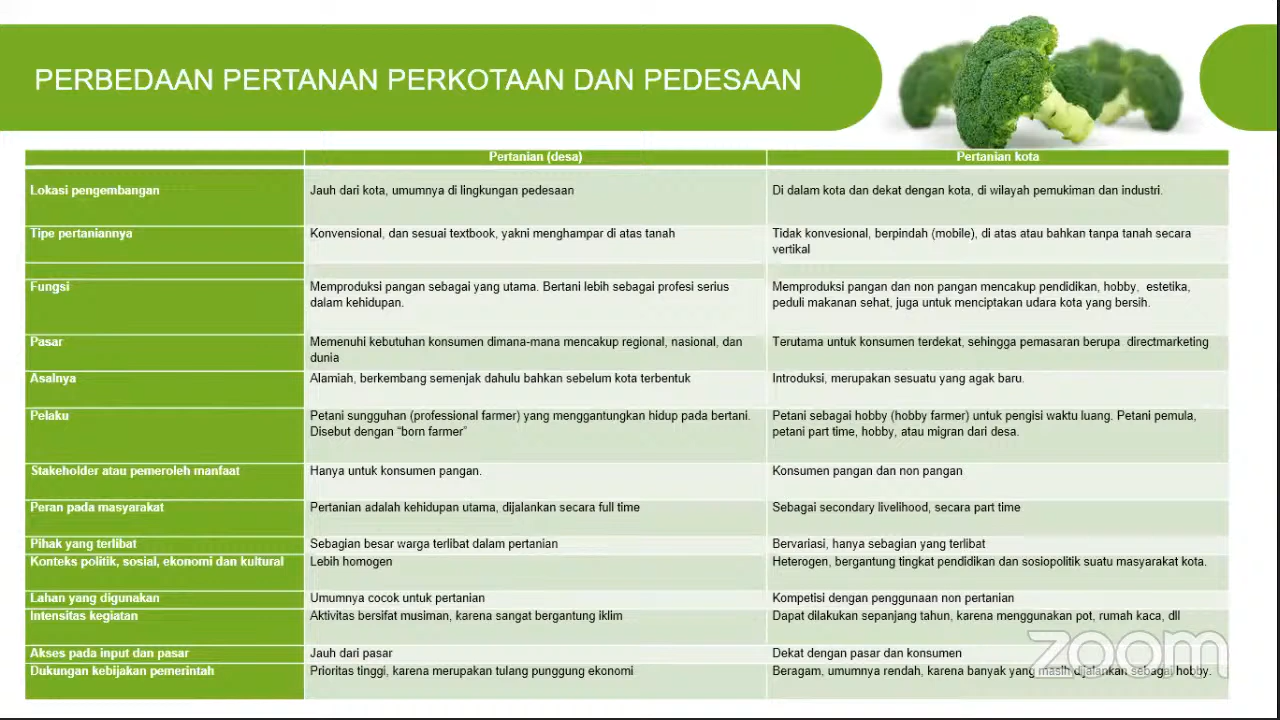 PERBEDAAN PERTANAN PERKOTAAN DAN PEDESAAN
Pertanian (desa)
Pertanian kota
Lokasi pengembangan
Jauh dari kota, umumnya di lingkungan pedesaan
Di dalam kota dan dekat dengan kota, di wilayah pemukiman dan industri.
Tipe pertaniannya
Konvensional, dan sesuai textbook, yakni menghampar di atas tanah
Tidak konvesional, berpindah (mobile), di atas atau bahkan tanpa tanah secara
vertikal
Fungsi
Memproduksi pangan sebagai yang utama. Bertani lebih sebagai profesi serius
dalam kehidupan.
Memproduksi pangan dan non pangan mencakup pendidikan, hobby, estetika,
peduli makanan sehat, juga untuk menciptakan udara kota yang bersih.
Pasar
Memenuhi kebutuhan konsumen dimana-mana mencakup regional, nasional, dan
dunia
Terutama untuk konsumen terdekat, sehingga pemasaran berupa directmarketing
Asalnya
Alamiah, berkembang semenjak dahulu bahkan sebelum kota terbentuk
Introduksi, merupakan sesuatu yang agak baru.
Pelaku
Petani sungguhan (professional farmer) yang menggantungkan hidup pada bertani.
Disebut dengan “born farmer”
Petani sebagai hobby (hobby farmer) untuk pengisi waktu luang. Petani pemula,
petani part time, hobby, atau migran dari desa.
Stakeholder atau pemeroleh manfaat
Hanya untuk konsumen pangan.
Konsumen pangan dan non pangan
Peran pada masyarakat
Pertanian adalah kehidupan utama, dijalankan secara full time
Sebagai secondary livelihood, secara part time
Pihak yang terlibat
Sebagian besar warga terlibat dalam pertanian
Bervariasi, hanya sebagian yang terlibat
Konteks politik, sosial, ekonomi dan kultural
Lebih homogen
Heterogen, bergantung tingkat pendidikan dan sosiopolitik suatu masyarakat kota.
Lahan yang digunakan
Umumnya cocok untuk pertanian
Kompetisi dengan penggunaan non pertanian
Intensitas kegiatan
Aktivitas bersifat musiman, karena sangat bergantung iklim
Dapat dilakukan sepanjang tahun, karena menggunakan pot, rumah kaca, dll
Akses pada input dan pasar
Jauh dari pasar
Dekat dengan pasar dan konsumen
Dukungan kebijakan pemerintah
Prioritas tinggi, karena merupakan tulang punggung ekonomi
Beragam, umumnya rendah, karena banyak yang masih dijalankan sebagai hobby.
zoom